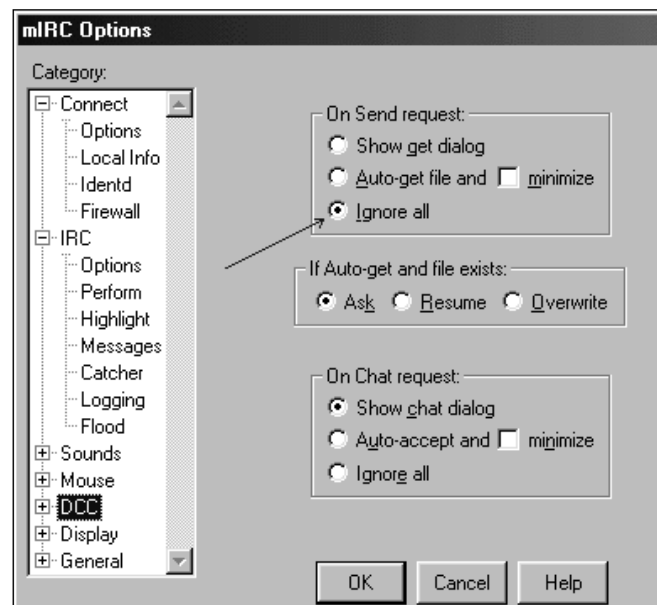 mIRC Options
Category:
Connect
Options
Local Info
Identd
Firewall
IRC
Options
Perform
Highlight
Messages
Catcher
Logging
Flood
Sounds
Mouse
DCC
Display
General
On Send request:
Show get dialog
Auto-get file and minimize
Ignore all
If Auto-get and file exists:
Ask Resume Overwrite
On Chat request:
Show chat dialog
Auto-accept and minimize
Ignore all
OK Cancel Help